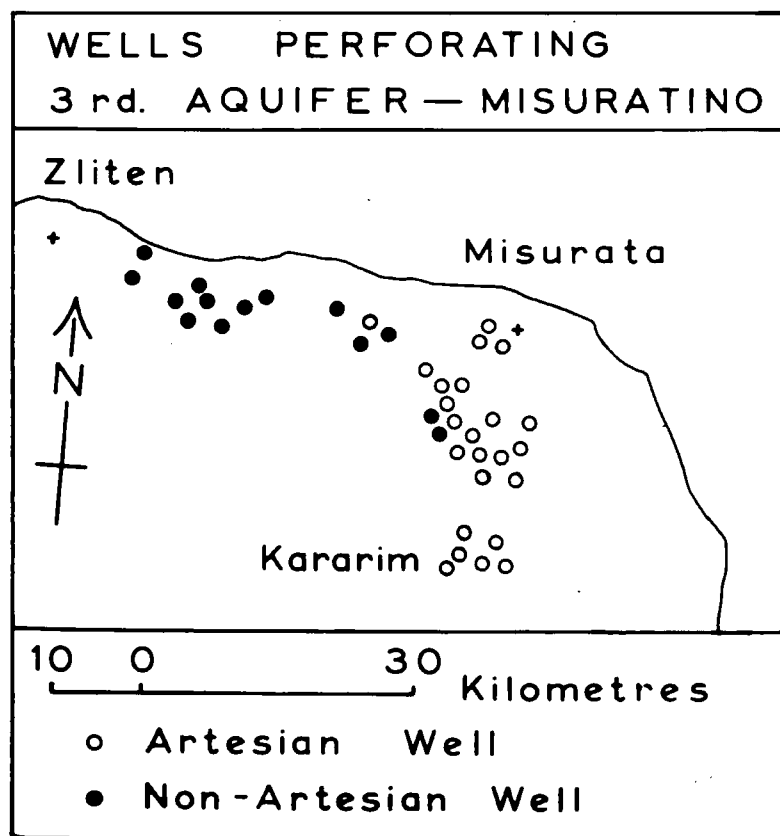 WELLS PERFORATING
3 rd. AQUIFER — MISURATINO
Zliten
Misurata
N
Kararim
10 0 30
Kilometres
Artesian Well
Non-Artesian Well